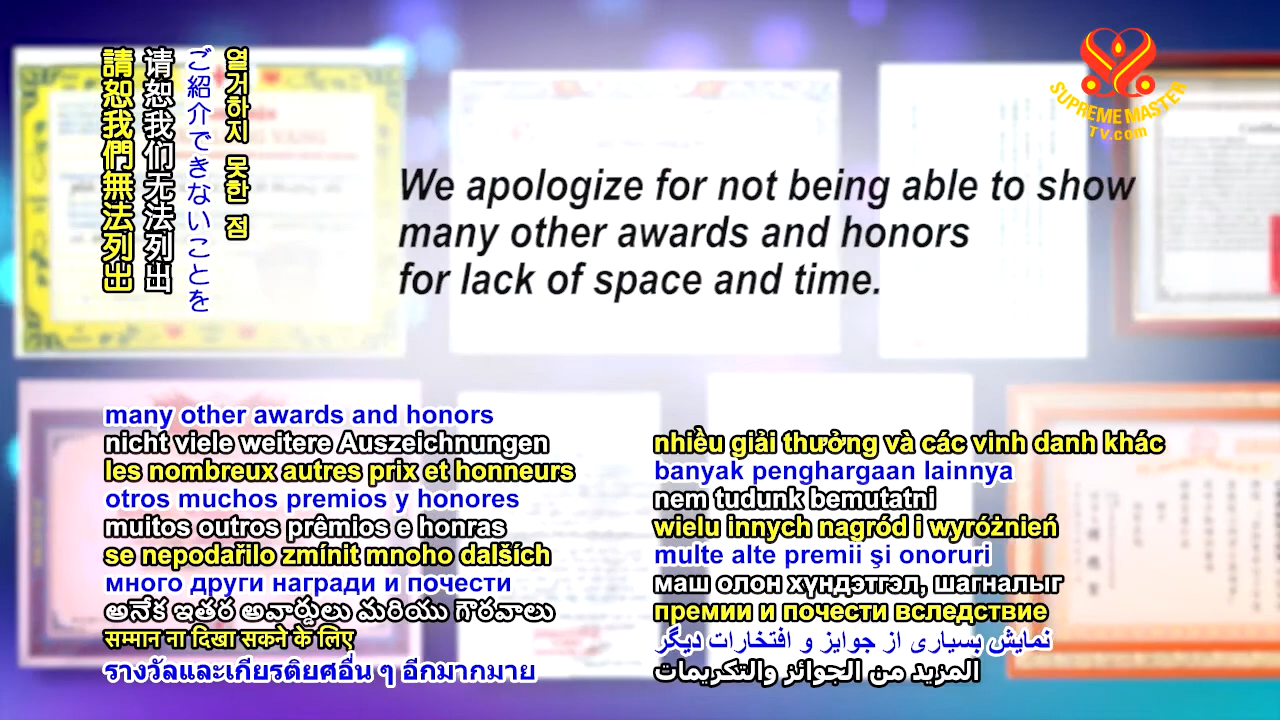 請恕我們無法列出
请恕我们无法列出
ご紹介できないことを
열거하지 못한 점
SUPREME MASTER
TV.com
We apologize for not being able to show
many other awards and honors
for lack of space and time.
many other awards and honors
nicht viele weitere Auszeichnungen
les nombreux autres prix et honneurs
otros muchos premios y honores
muitos outros prêmios e honras
se nepodařilo zmínit mnoho dalších
много други награди и почести
అనేక ఇతర అవార్డులు మరియు గౌరవాలు
सम्मान ना दिखा सकने के लिए
รางวัลและเกียรติยศอื่น ๆ อีกมากมาย
nhiều giải thưởng và các vinh danh khác
banyak penghargaan lainnya
nem tudunk bemutatni
wielu innych nagród i wyróżnień
multe alte premii şi onoruri
маш олон хүндэтгэл, шагналыг
премии и почести вследствие
نمایش بسیاری از جوایز و افتخارات دیگر
المزيد من الجوائز والتكريمات